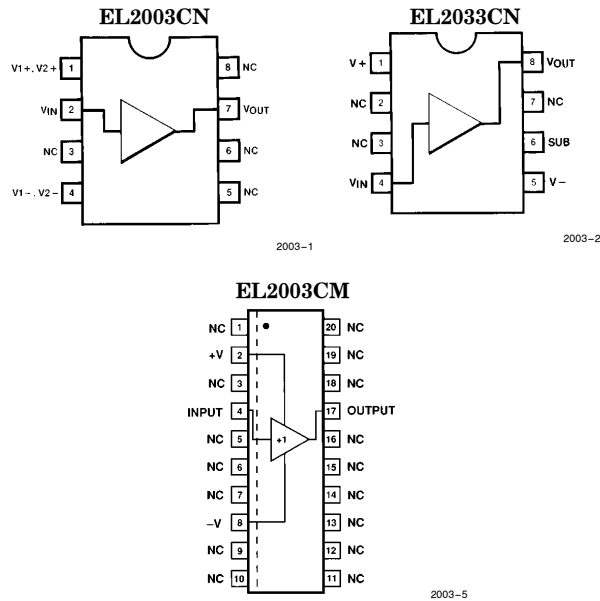 EL2003CN
V1+, V2+ 1
8 NC
VIN 2
7 VOUT
NC 3
6 NC
V1-, V2- 4
5 NC
2003-1
EL2033CN
V+ 1
8 VOUT
NC 2
7 NC
NC 3
6 SUB
VIN 4
5 V-
2003-2
EL2003CM
NC 1
20 NC
+V 2
19 NC
NC 3
18 NC
INPUT 4
17 OUTPUT
+1
NC 5
16 NC
NC 6
15 NC
NC 7
14 NC
-V 8
13 NC
NC 9
12 NC
NC 10
11 NC
2003-5